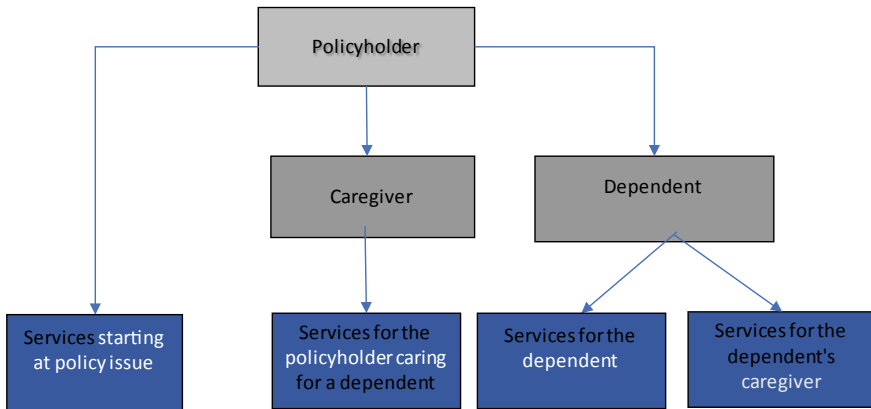 Policyholder
Caregiver
Dependent
Services starting
at policy issue
Services for the
policyholder caring
for a dependent
Services for the
dependent
Services for the
dependent's
caregiver